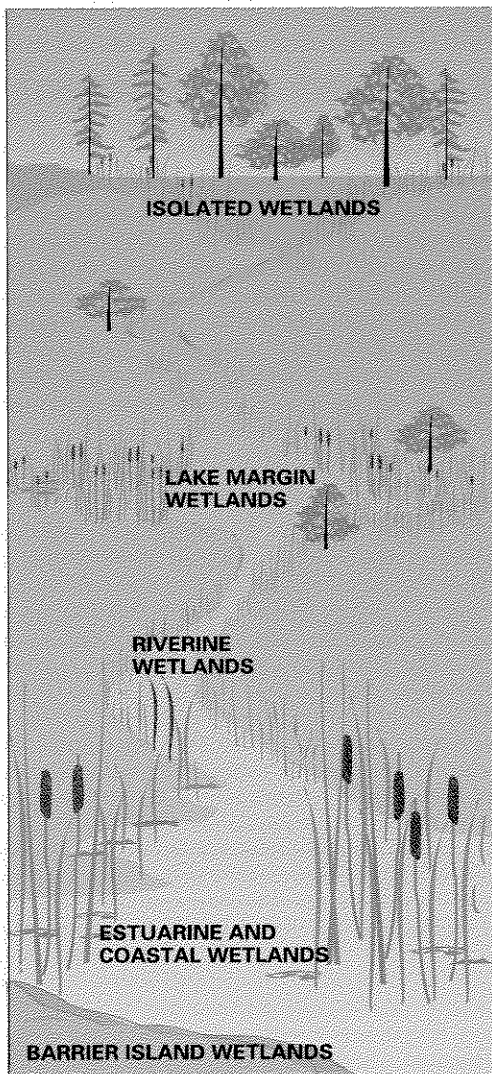 ISOLATED WETLANDS
LAKE MARGIN
WETLANDS
RIVERINE
WETLANDS
ESTUARINE AND
COASTAL WETLANDS
BARRIER ISLAND WETLANDS